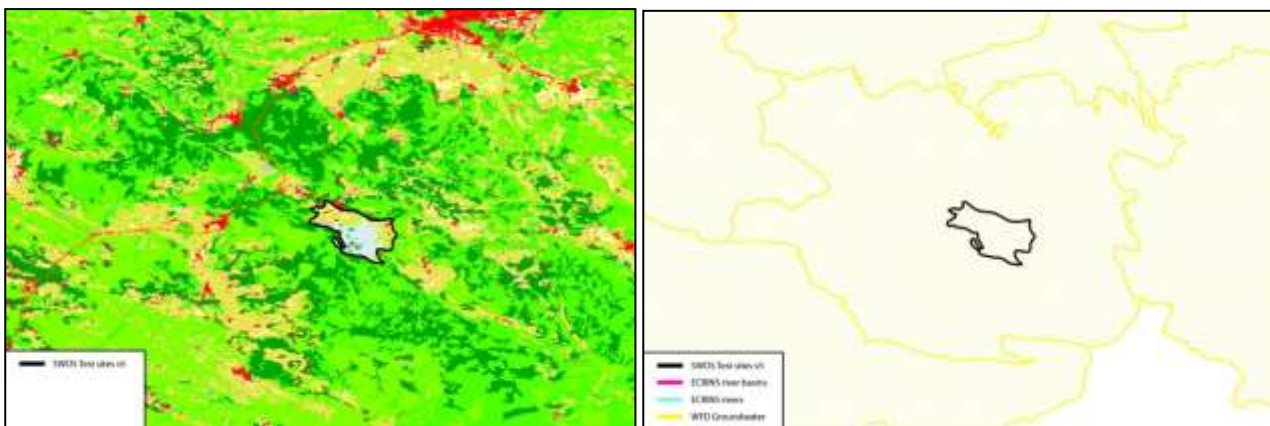 SWOS Test sites v5
SWOS Test sites v5
ECRINS river basins
ECRINS rivers
WFD Groundwater